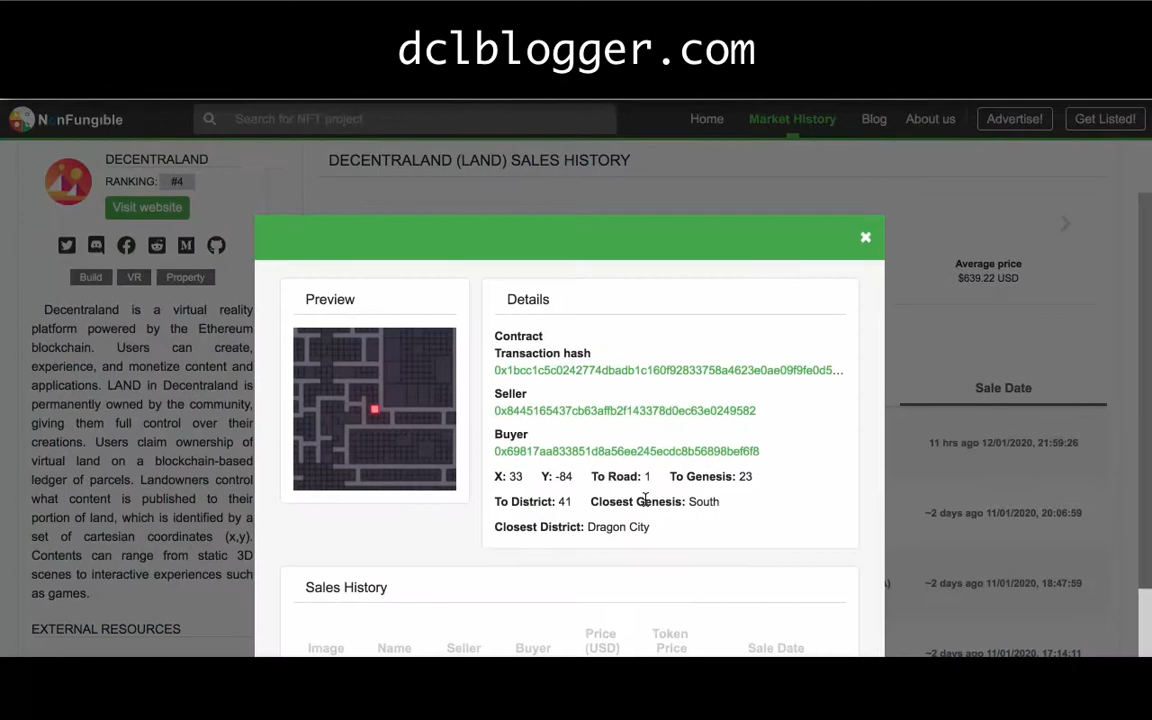 dclblogger.com
NonFungible
Search for NFT project
Home
Market History
Blog
About us
Advertise!
Get Listed!
DECENTRALAND
RANKING: #4
Visit website
Build
VR
Property
Decentraland is a virtual reality
platform powered by the Ethereum
blockchain. Users can create,
experience, and monetize content and
applications. LAND in Decentraland is
permanently owned by the community,
giving them full control over their
creations. Users claim ownership of
virtual land on a blockchain-based
ledger of parcels. Landowners control
what content is published to their
portion of land, which is identified by a
set of cartesian coordinates (x,y).
Contents can range from static 3D
scenes to interactive experiences such
as games.
EXTERNAL RESOURCES
DECENTRALAND (LAND) SALES HISTORY
Average price
$639.22 USD
Preview
Details
Contract
Transaction hash
0x1bcc1c5c0242774dbadb1c160f92833758a4623e0ae09f9fe0d5...
Seller
0x8445165437cb63affb2f143378d0ec63e0249582
Buyer
0x69817aa833851d8a56ee245ecdc8b56898bef6f8
X: 33 Y: -84 To Road: 1 To Genesis: 23
To District: 41 Closest Genesis: South
Closest District: Dragon City
Sales History
Image
Name
Seller
Buyer
Price
(USD)
Token
Price
Sale Date
Sale Date
11 hrs ago 12/01/2020, 21:59:26
~2 days ago 11/01/2020, 20:06:59
~2 days ago 11/01/2020, 18:47:59
~2 days ago 11/01/2020, 17:14:11